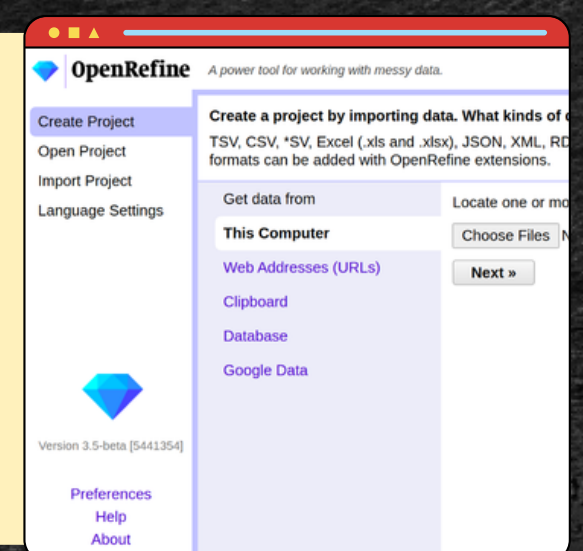 OpenRefine A power tool for working with messy data.
Create Project
Open Project
Import Project
Language Settings
Version 3.5-beta [5441354]
Preferences
Help
About
Create a project by importing data. What kinds of
TSV, CSV, *SV, Excel (.xls and .xlsx), JSON, XML, RD
formats can be added with OpenRefine extensions.
Get data from
This Computer
Web Addresses (URLs)
Clipboard
Database
Google Data
Locate one or mo
Choose Files N
Next »